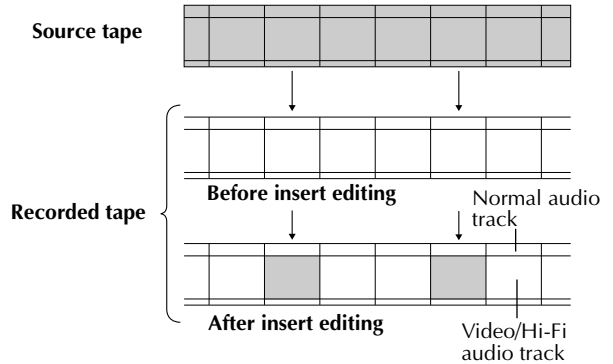 Source tape
Before insert editing
Normal audio
track
Recorded tape
After insert editing
Video/Hi-Fi
audio track